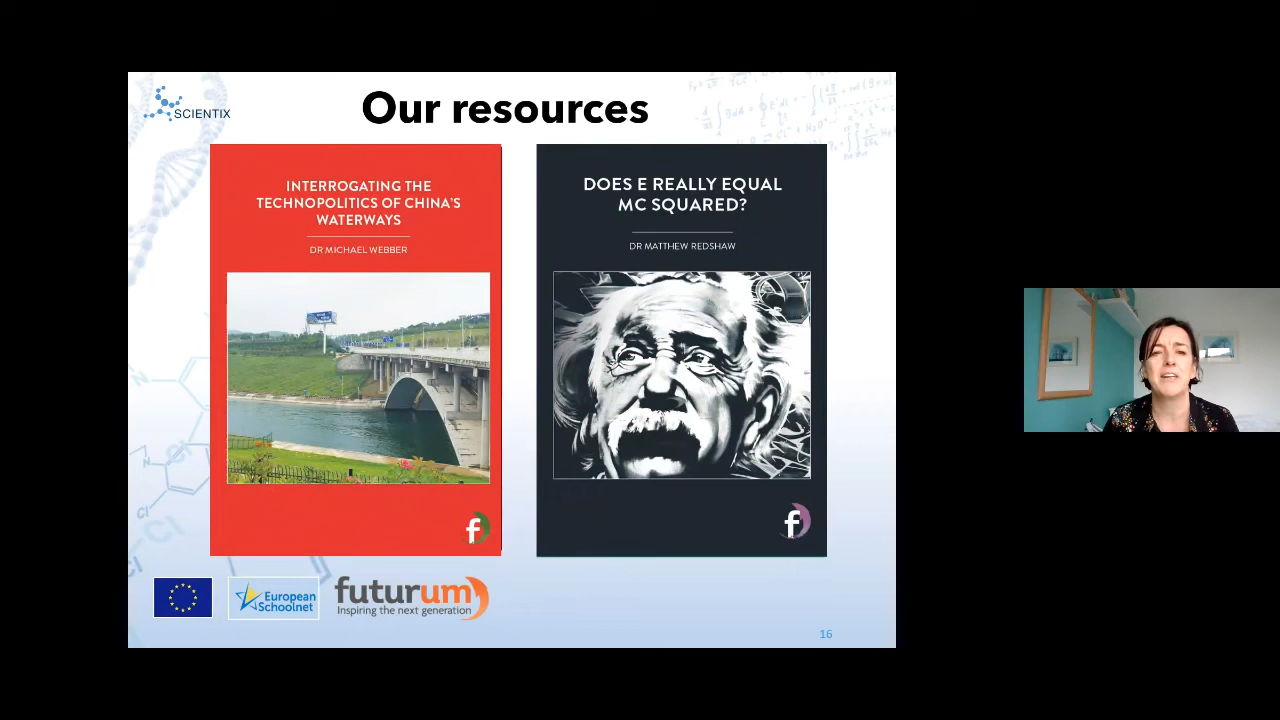 SCIENTIX
Our resources
INTERROGATING THE
TECHNOPOLITICS OF CHINA'S
WATERWAYS
DR MICHAEL WEBBER
f
DOES E REALLY EQUAL
MC SQUARED?
DR MATTHEW REDSHAW
f
European
Schoolnet
futurum
Inspiring the next generation
16